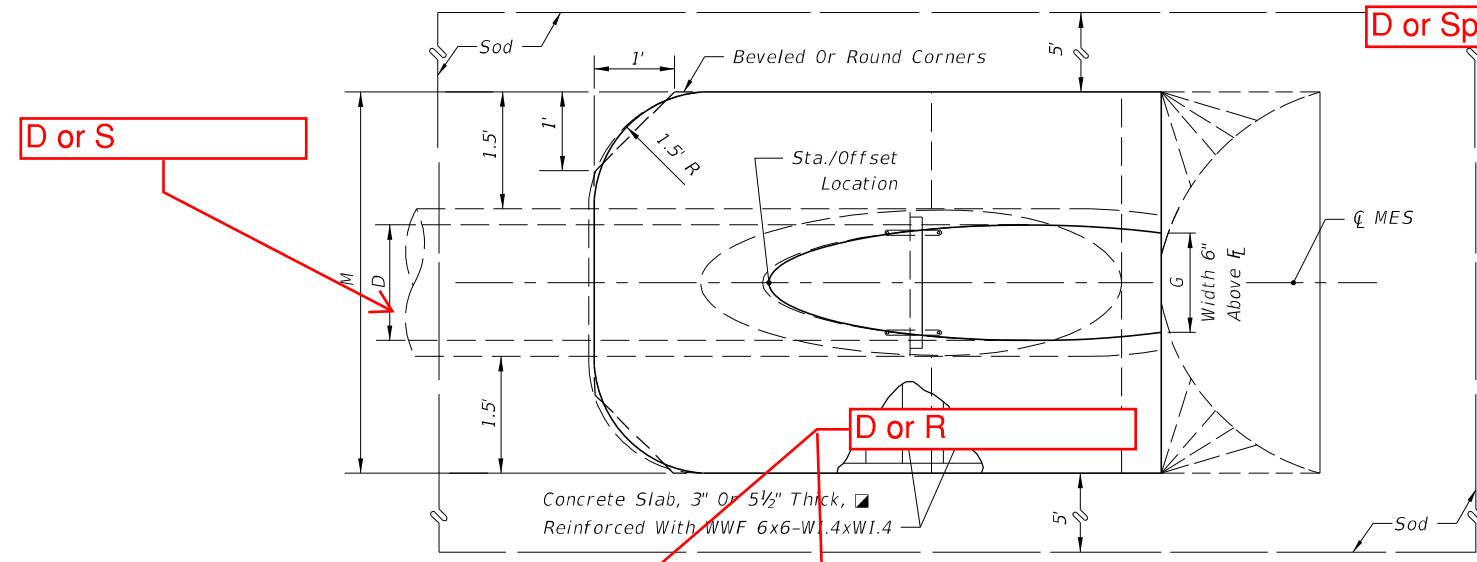 Sod
1'
Beveled Or Round Corners
5'
D or Sp
D or S
1.5'
1'
1.5' R
Sta./Offset
Location
M
D
G
Width 6"
Above FL
CL MES
1.5'
D or R
Concrete Slab, 3" Or 5½" Thick, ◪
Reinforced With WWF 6x6-W1.4xW1.4
5'
Sod